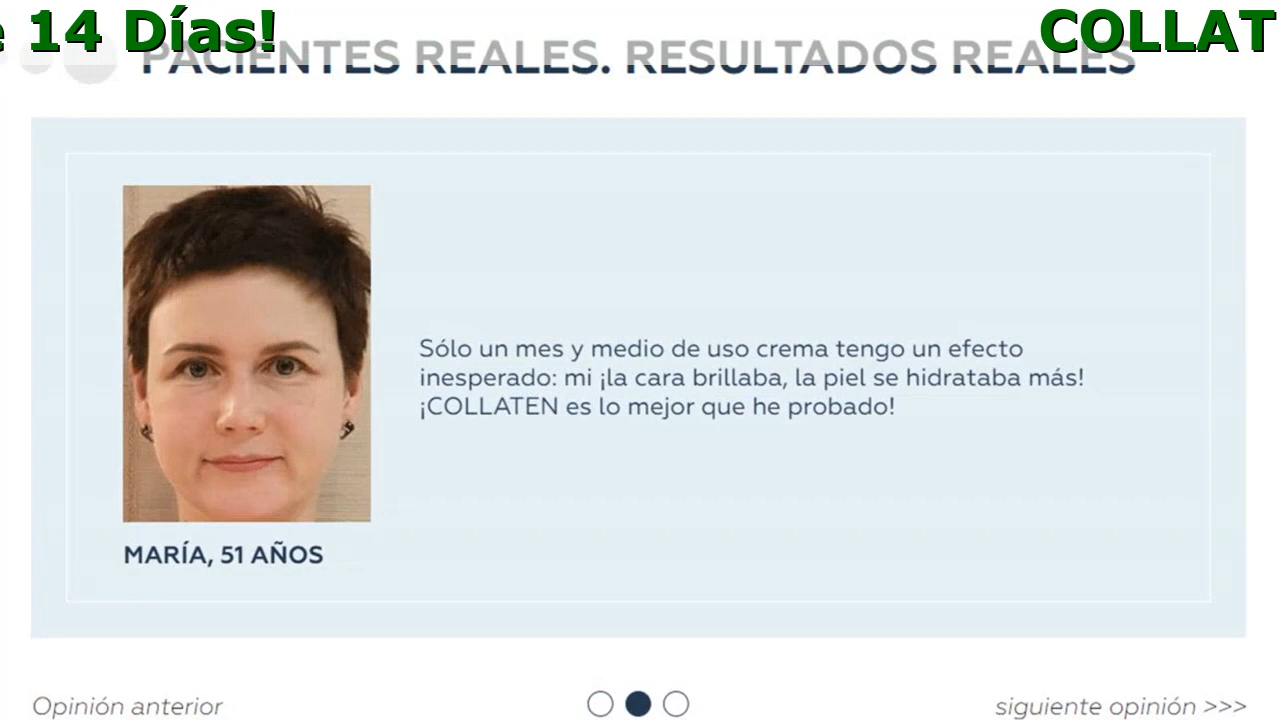 14 Días!
COLLAT
PACIENTES REALES. RESULTADOS REALES
Sólo un mes y medio de uso crema tengo un efecto
inesperado: mi ¡la cara brillaba, la piel se hidrataba más!
¡COLLATEN es lo mejor que he probado!
MARÍA, 51 AÑOS
Opinión anterior
siguiente opinión >>>